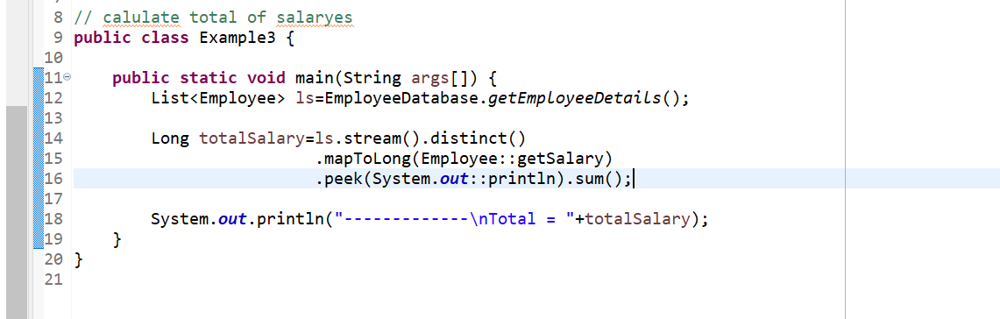 8 // calulate total of salaryes
9 public class Example3 {
10
11 public static void main(String args[]) {
12 List<Employee> ls=EmployeeDatabase.getEmployeeDetails();
13
14 Long totalSalary=ls.stream().distinct()
15 .mapToLong(Employee::getSalary)
16 .peek(System.out::println).sum();
17
18 System.out.println("-------------\nTotal = "+totalSalary);
19 }
20 }
21